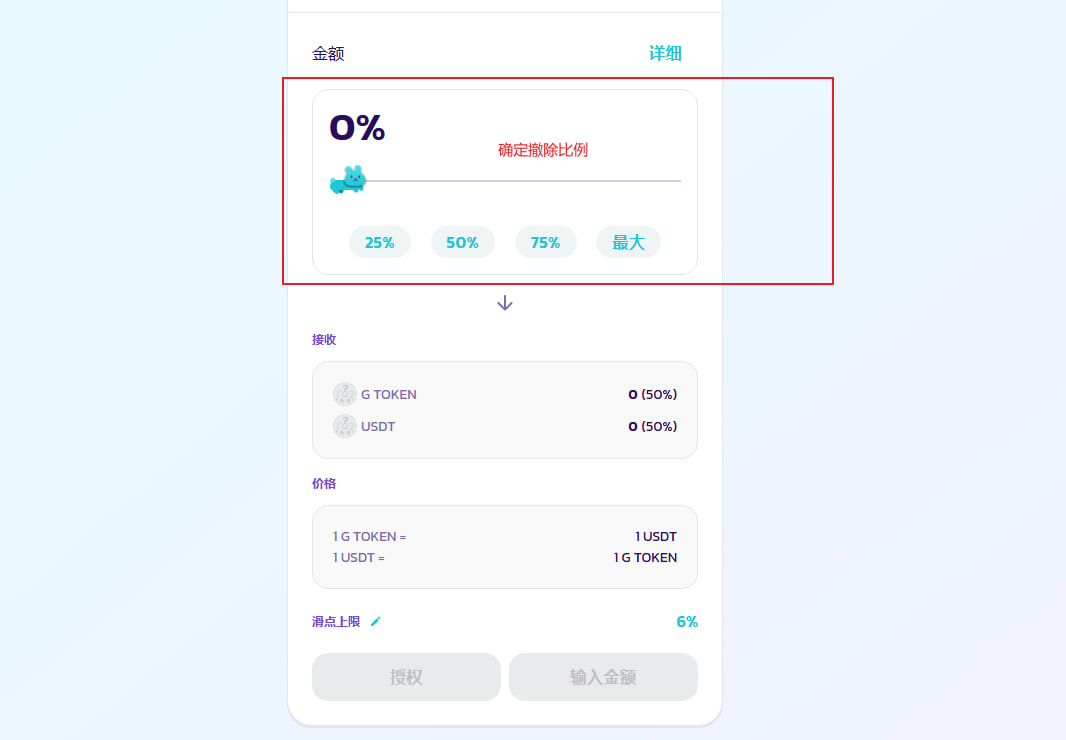 金额 详细
0%
确定撤除比例
25% 50% 75% 最大
接收
G TOKEN 0 (50%)
USDT 0 (50%)
价格
1 G TOKEN = 1 USDT
1 USDT = 1 G TOKEN
滑点上限 6%
授权 输入金额